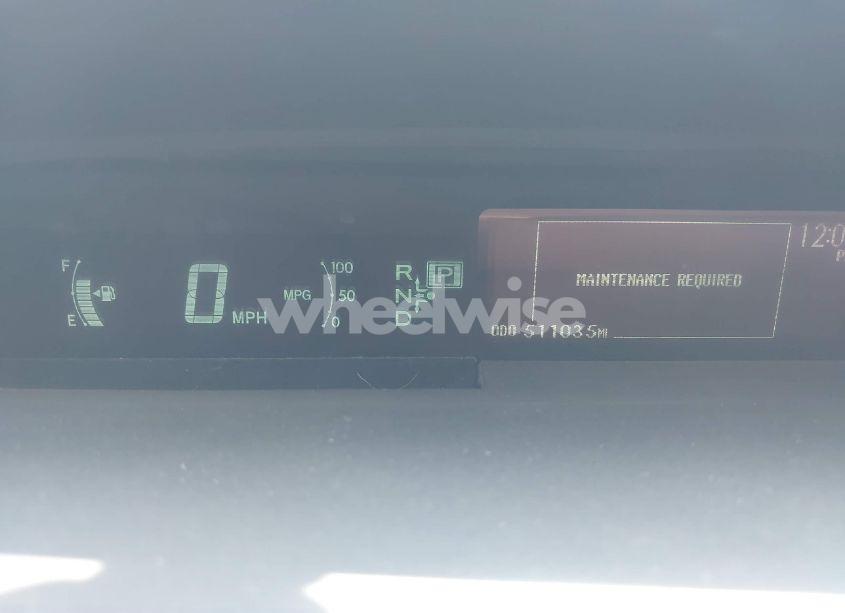 F
E
0 MPH
MPG
100
50
0
R
N
D
P
MAINTENANCE REQUIRED
ODO 511035 MI
12:0
P
wheelwise